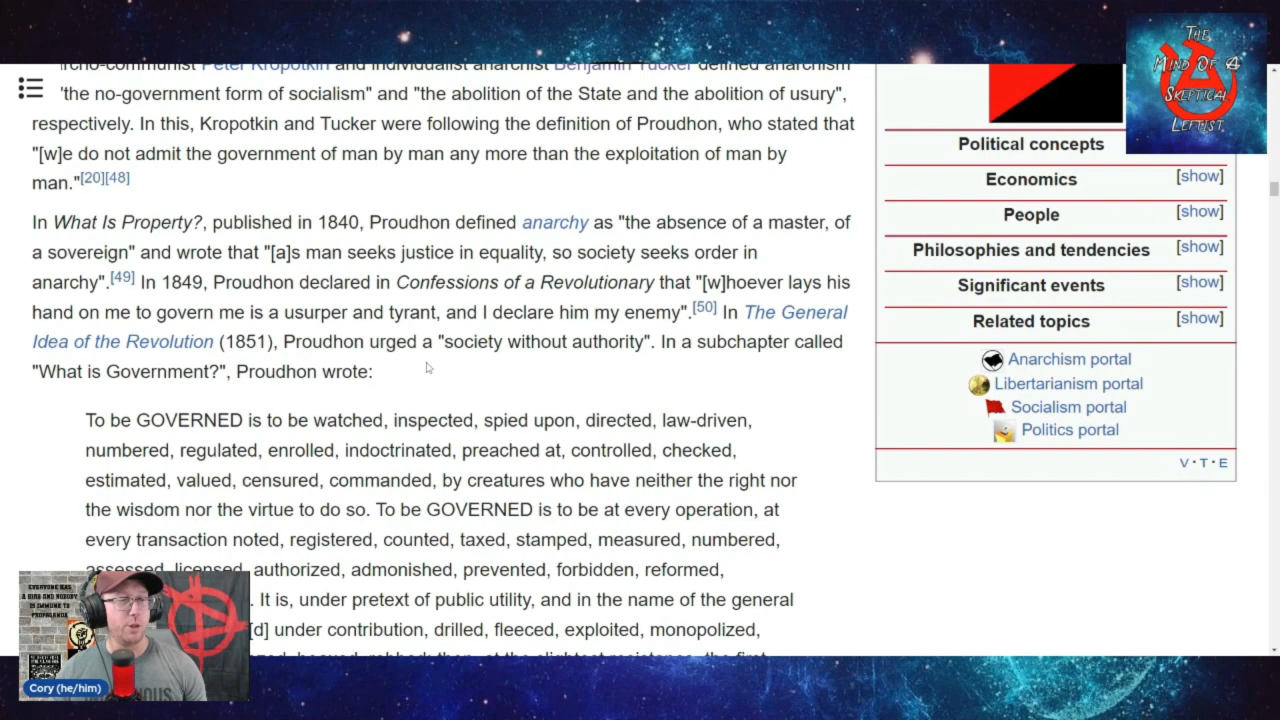 Peter Kropotkin and individualist anarchist Benjamin Tucker defined anarchism
'the no-government form of socialism" and "the abolition of the State and the abolition of usury",
respectively. In this, Kropotkin and Tucker were following the definition of Proudhon, who stated that
"[w]e do not admit the government of man by man any more than the exploitation of man by
man."[20][48]
In What Is Property?, published in 1840, Proudhon defined anarchy as "the absence of a master, of
a sovereign" and wrote that "[a]s man seeks justice in equality, so society seeks order in
anarchy".[49] In 1849, Proudhon declared in Confessions of a Revolutionary that "[w]hoever lays his
hand on me to govern me is a usurper and tyrant, and I declare him my enemy".[50] In The General
Idea of the Revolution (1851), Proudhon urged a "society without authority". In a subchapter called
"What is Government?", Proudhon wrote:
To be GOVERNED is to be watched, inspected, spied upon, directed, law-driven,
numbered, regulated, enrolled, indoctrinated, preached at, controlled, checked,
estimated, valued, censured, commanded, by creatures who have neither the right nor
the wisdom nor the virtue to do so. To be GOVERNED is to be at every operation, at
every transaction noted, registered, counted, taxed, stamped, measured, numbered,
assessed, licensed, authorized, admonished, prevented, forbidden, reformed,
. It is, under pretext of public utility, and in the name of the general
[d] under contribution, drilled, fleeced, exploited, monopolized,
Political concepts
Economics [show]
People [show]
Philosophies and tendencies [show]
Significant events [show]
Related topics [show]
Anarchism portal
Libertarianism portal
Socialism portal
Politics portal
V · T · E
THE
MIND OF A
SKEPTICAL
LEFTIST
EVERYONE HAS
A BIAS AND NOBODY
IS IMMUNE TO
PROPAGANDA
Cory (he/him)